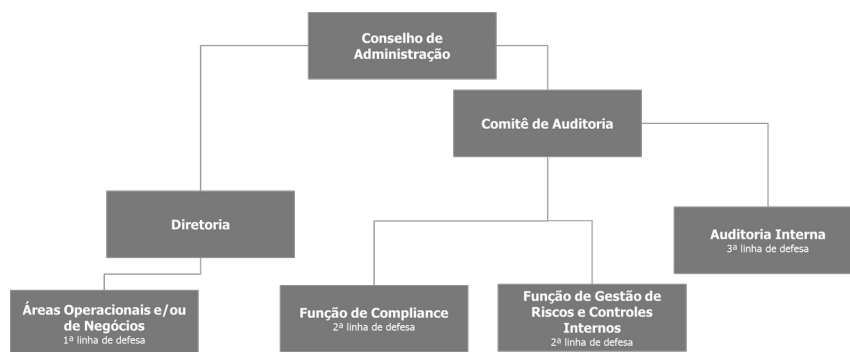 Conselho de
Administração
Comitê de Auditoria
Diretoria
Auditoria Interna
3ª linha de defesa
Áreas Operacionais e/ou
de Negócios
1ª linha de defesa
Função de Compliance
2ª linha de defesa
Função de Gestão de
Riscos e Controles
Internos
2ª linha de defesa